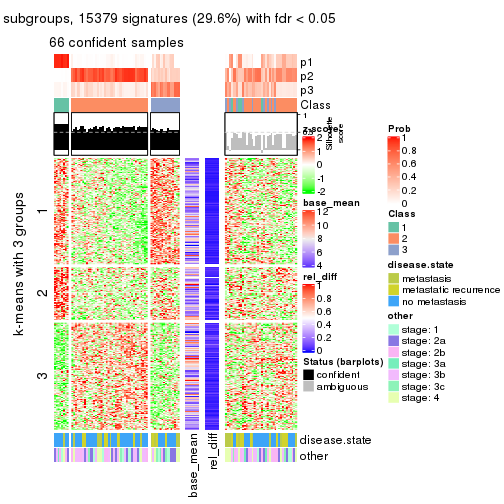 subgroups, 15379 signatures (29.6%) with fdr < 0.05
66 confident samples
p1
p2
p3
Class
1
0.5
0
Silhouette
score
k-means with 3 groups
1
2
3
z-score
2
1
0
-1
-2
base_mean
12
10
8
6
4
rel_diff
1
0.8
0.6
0.4
0.2
0
Status (barplots)
confident
ambiguous
Prob
1
0.8
0.6
0.4
0.2
0
Class
1
2
3
disease.state
metastasis
metastatic recurrence
no metastasis
other
stage: 1
stage: 2a
stage: 2b
stage: 3a
stage: 3b
stage: 3c
stage: 4
disease.state
other
base_mean
rel_diff